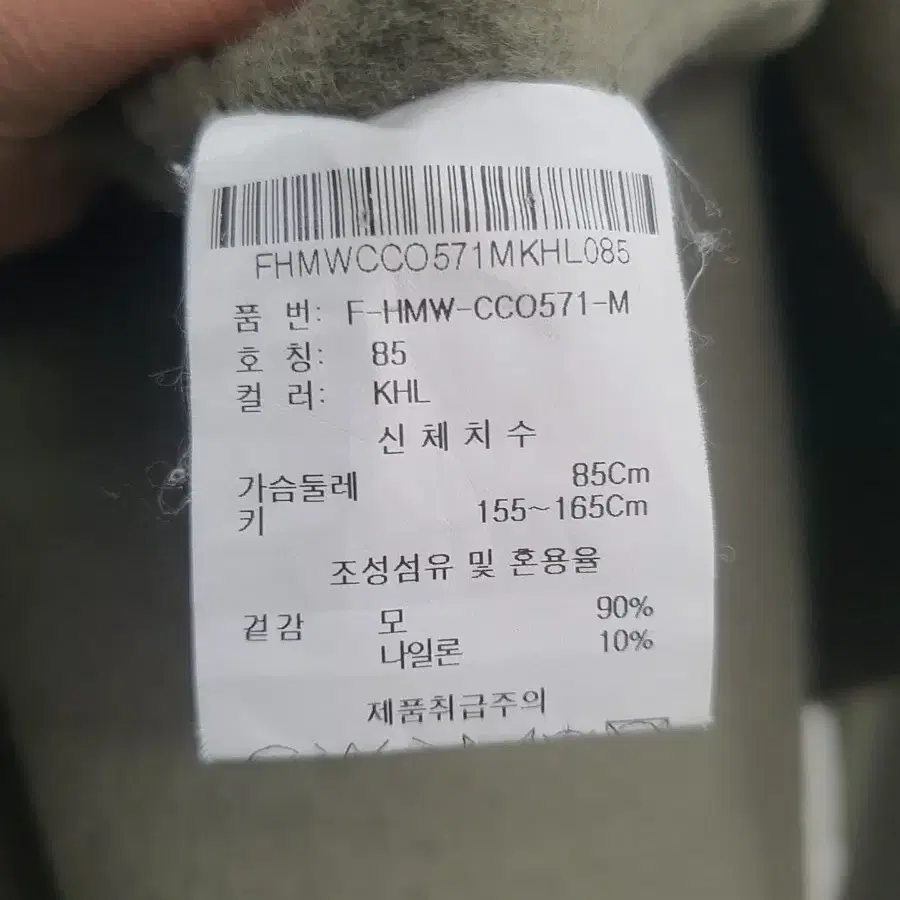 FHMWCCO571MKHL085
품 번: F-HMW-CCO571-M
호 칭: 85
컬 러: KHL
신 체 치 수
가슴둘레 85Cm
키 155~165Cm
조성섬유 및 혼용율
겉감 모 90%
나일론 10%
제품취급주의